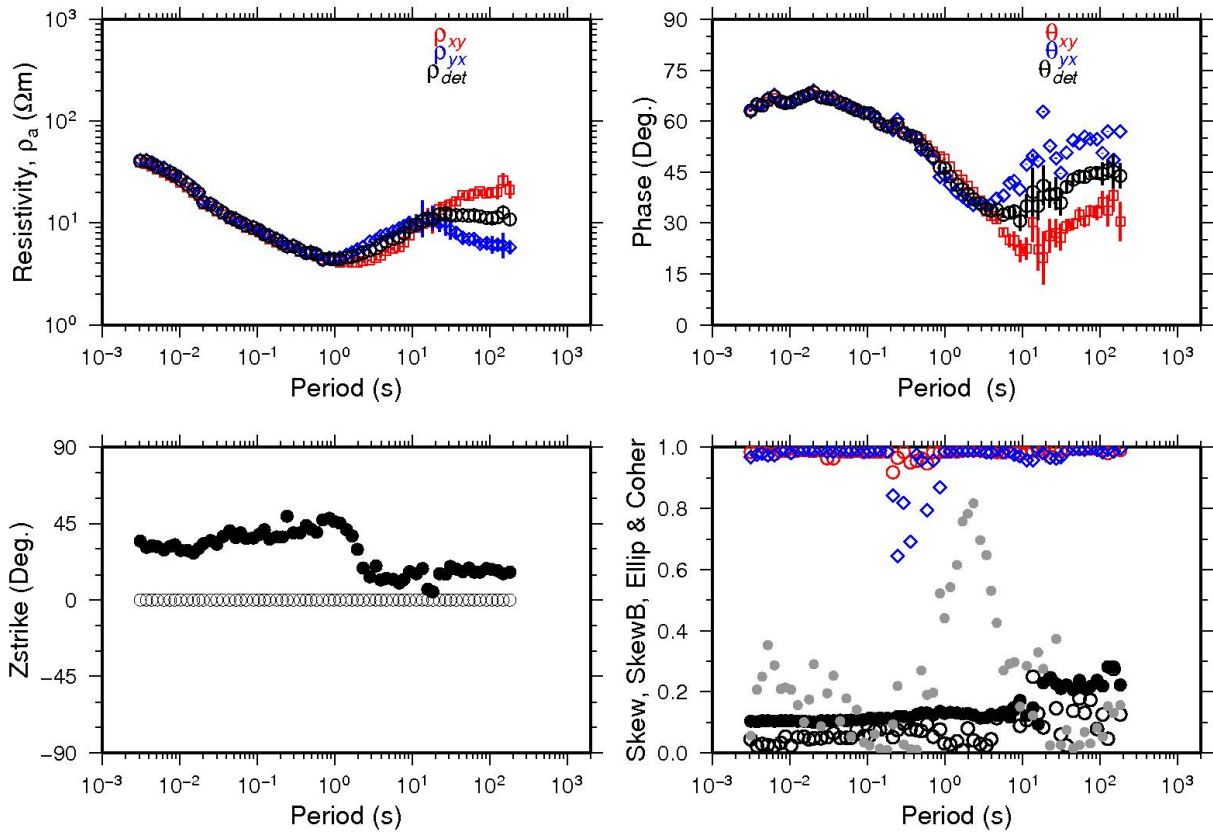 10³
10²
10¹
10⁰
Resistivity, ρa (Ωm)
ρxy
ρyx
ρdet
10⁻³ 10⁻² 10⁻¹ 10⁰ 10¹ 10² 10³
Period (s)
90
75
60
45
30
15
0
Phase (Deg.)
θxy
θyx
θdet
10⁻³ 10⁻² 10⁻¹ 10⁰ 10¹ 10² 10³
Period (s)
90
45
0
−45
−90
Zstrike (Deg.)
10⁻³ 10⁻² 10⁻¹ 10⁰ 10¹ 10² 10³
Period (s)
1.0
0.8
0.6
0.4
0.2
0.0
Skew, SkewB, Ellip & Coher
10⁻³ 10⁻² 10⁻¹ 10⁰ 10¹ 10² 10³
Period (s)